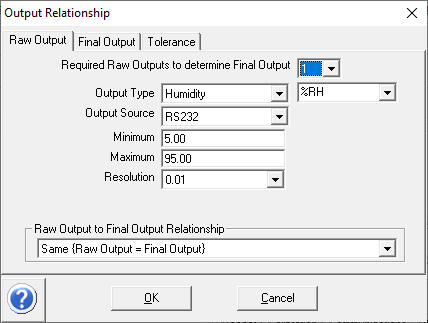 Output Relationship
Raw Output Final Output Tolerance
Required Raw Outputs to determine Final Output 1
Output Type Humidity %RH
Output Source RS232
Minimum 5.00
Maximum 95.00
Resolution 0.01
Raw Output to Final Output Relationship
Same {Raw Output = Final Output}
? OK Cancel